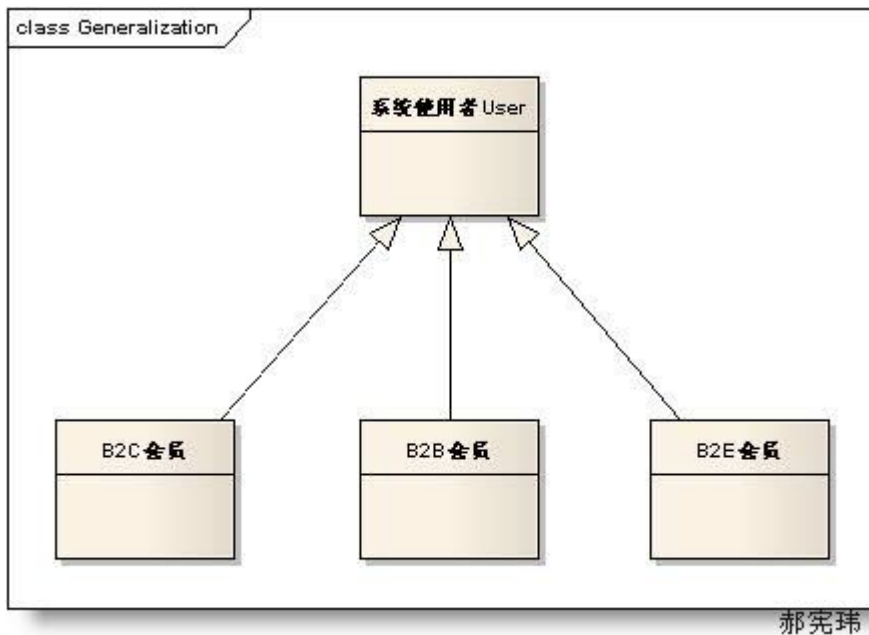 class Generalization
系统使用者User
B2C会员
B2B会员
B2E会员
郝宪玮